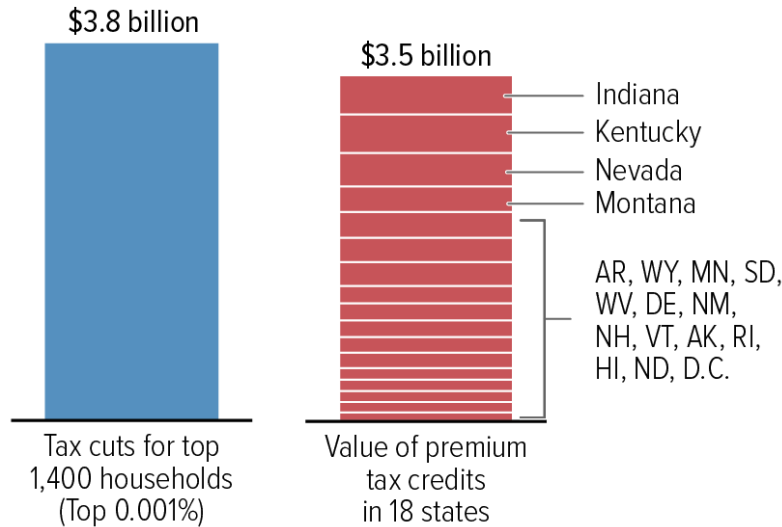 $3.8 billion
Tax cuts for top
1,400 households
(Top 0.001%)
$3.5 billion
Indiana
Kentucky
Nevada
Montana
AR, WY, MN, SD,
WV, DE, NM,
NH, VT, AK, RI,
HI, ND, D.C.
Value of premium
tax credits
in 18 states